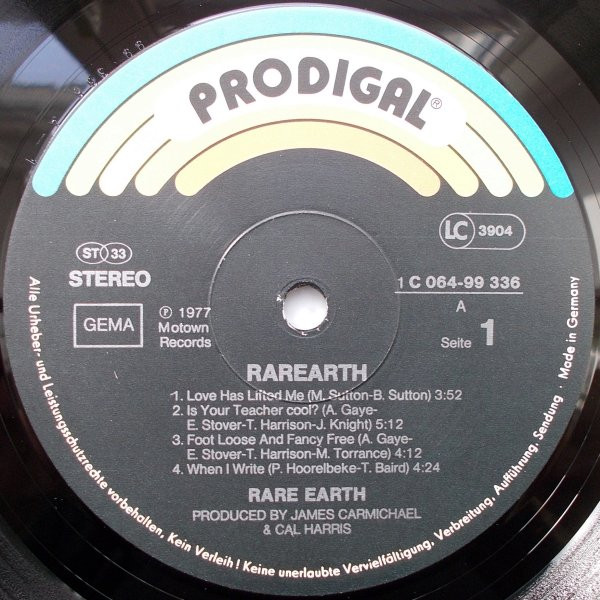 PRODIGAL®
LC 3904
ST 33
STEREO
1 C 064-99 336
GEMA
℗ 1977
Motown
Records
A
Seite 1
RAREARTH
1. Love Has Lifted Me (M. Sutton-B. Sutton) 3:52
2. Is Your Teacher cool? (A. Gaye-
E. Stover-T. Harrison-J. Knight) 5:12
3. Foot Loose And Fancy Free (A. Gaye-
E. Stover-T. Harrison-M. Torrance) 4:12
4. When I Write (P. Hoorelbeke-T. Baird) 4:24
RARE EARTH
PRODUCED BY JAMES CARMICHAEL
& CAL HARRIS
Alle Urheber- und Leistungsschutzrechte vorbehalten, Kein Verleih! Keine unerlaubte Vervielfältigung, Verbreitung, Aufführung, Sendung · Made in Germany